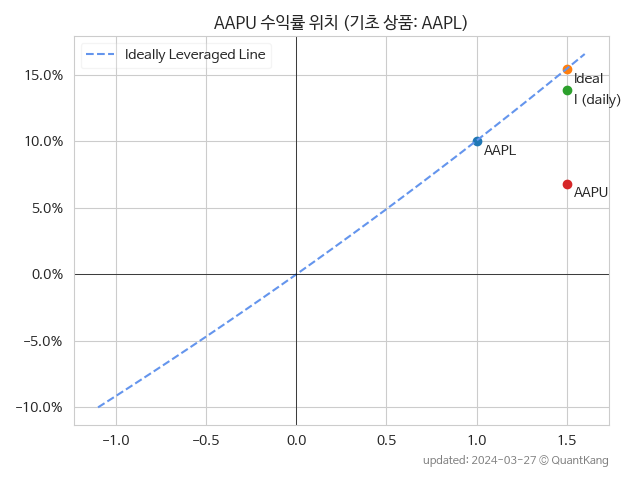 AAPU 수익률 위치 (기초 상품: AAPL)
Ideally Leveraged Line
15.0%
10.0%
5.0%
0.0%
−5.0%
−10.0%
Ideal
I (daily)
AAPL
AAPU
−1.0
−0.5
0.0
0.5
1.0
1.5
updated: 2024-03-27 © QuantKang